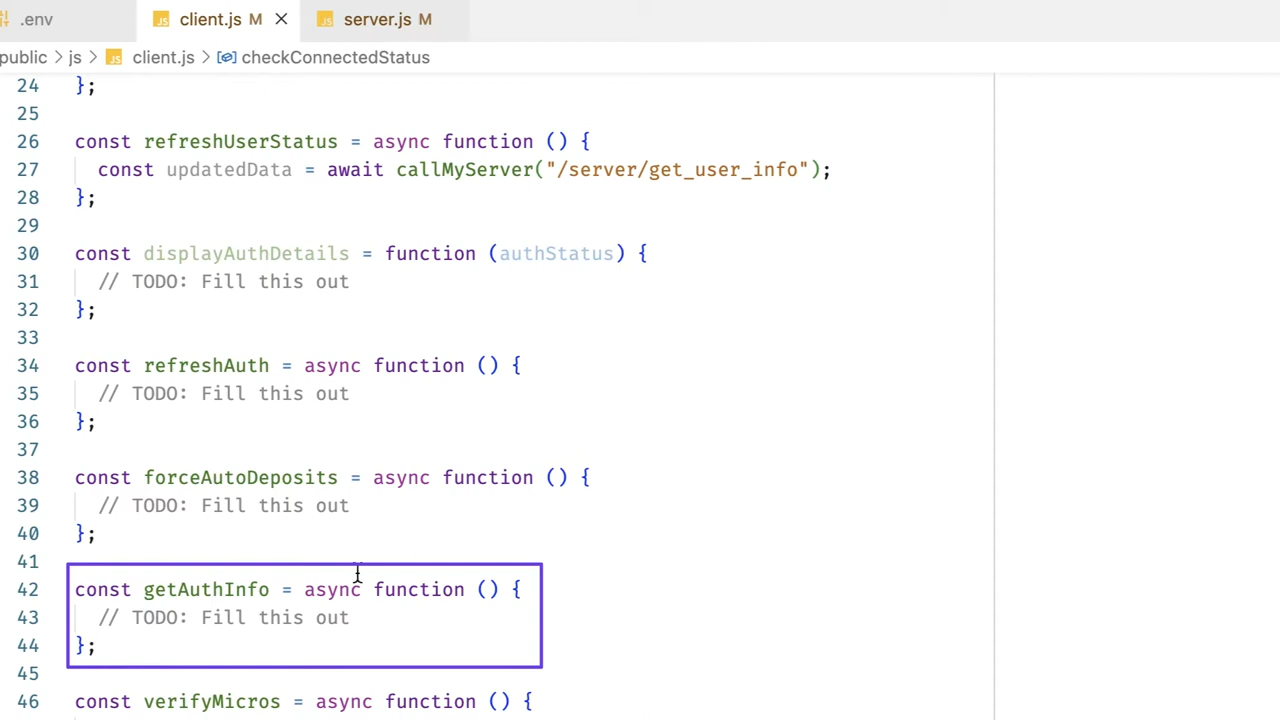 .env
JS client.js M ×
JS server.js M
public > js > JS client.js > checkConnectedStatus
24 };
25
26 const refreshUserStatus = async function () {
27 const updatedData = await callMyServer("/server/get_user_info");
28 };
29
30 const displayAuthDetails = function (authStatus) {
31 // TODO: Fill this out
32 };
33
34 const refreshAuth = async function () {
35 // TODO: Fill this out
36 };
37
38 const forceAutoDeposits = async function () {
39 // TODO: Fill this out
40 };
41
42 const getAuthInfo = async function () {
43 // TODO: Fill this out
44 };
45
46 const verifyMicros = async function () {